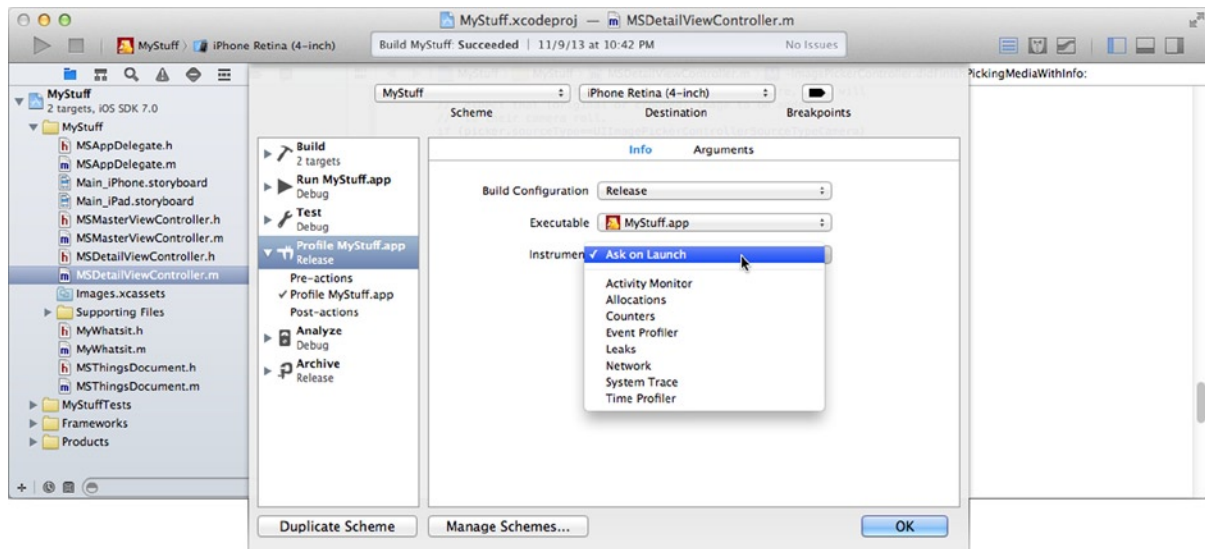 MyStuff.xcodeproj — MSDetailViewController.m
MyStuff iPhone Retina (4-inch)
Build MyStuff: Succeeded | 11/9/13 at 10:42 PM No Issues
PickingMediaWithInfo:
MyStuff
2 targets, iOS SDK 7.0
MyStuff
MSAppDelegate.h
MSAppDelegate.m
Main_iPhone.storyboard
Main_iPad.storyboard
MSMasterViewController.h
MSMasterViewController.m
MSDetailViewController.h
MSDetailViewController.m
Images.xcassets
Supporting Files
MyWhatsit.h
MyWhatsit.m
MSThingsDocument.h
MSThingsDocument.m
MyStuffTests
Frameworks
Products
MyStuff iPhone Retina (4-inch)
Scheme Destination Breakpoints
Build
2 targets
Run MyStuff.app
Debug
Test
Debug
Profile MyStuff.app
Release
Pre-actions
✓ Profile MyStuff.app
Post-actions
Analyze
Debug
Archive
Release
Info Arguments
Build Configuration Release
Executable MyStuff.app
Instrumen ✓ Ask on Launch
Activity Monitor
Allocations
Counters
Event Profiler
Leaks
Network
System Trace
Time Profiler
Duplicate Scheme Manage Schemes... OK